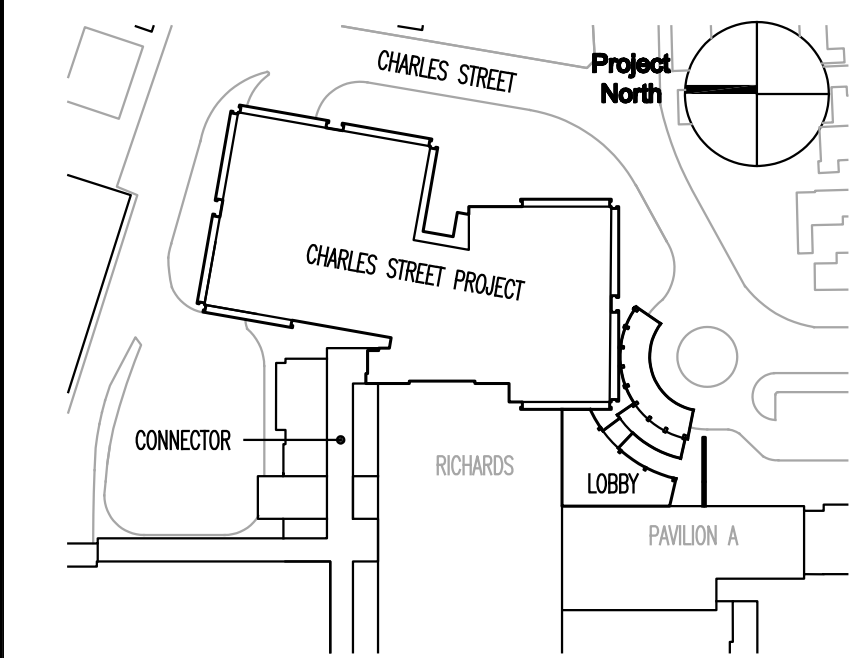 CHARLES STREET
Project
North
CHARLES STREET PROJECT
CONNECTOR
RICHARDS
LOBBY
PAVILION A